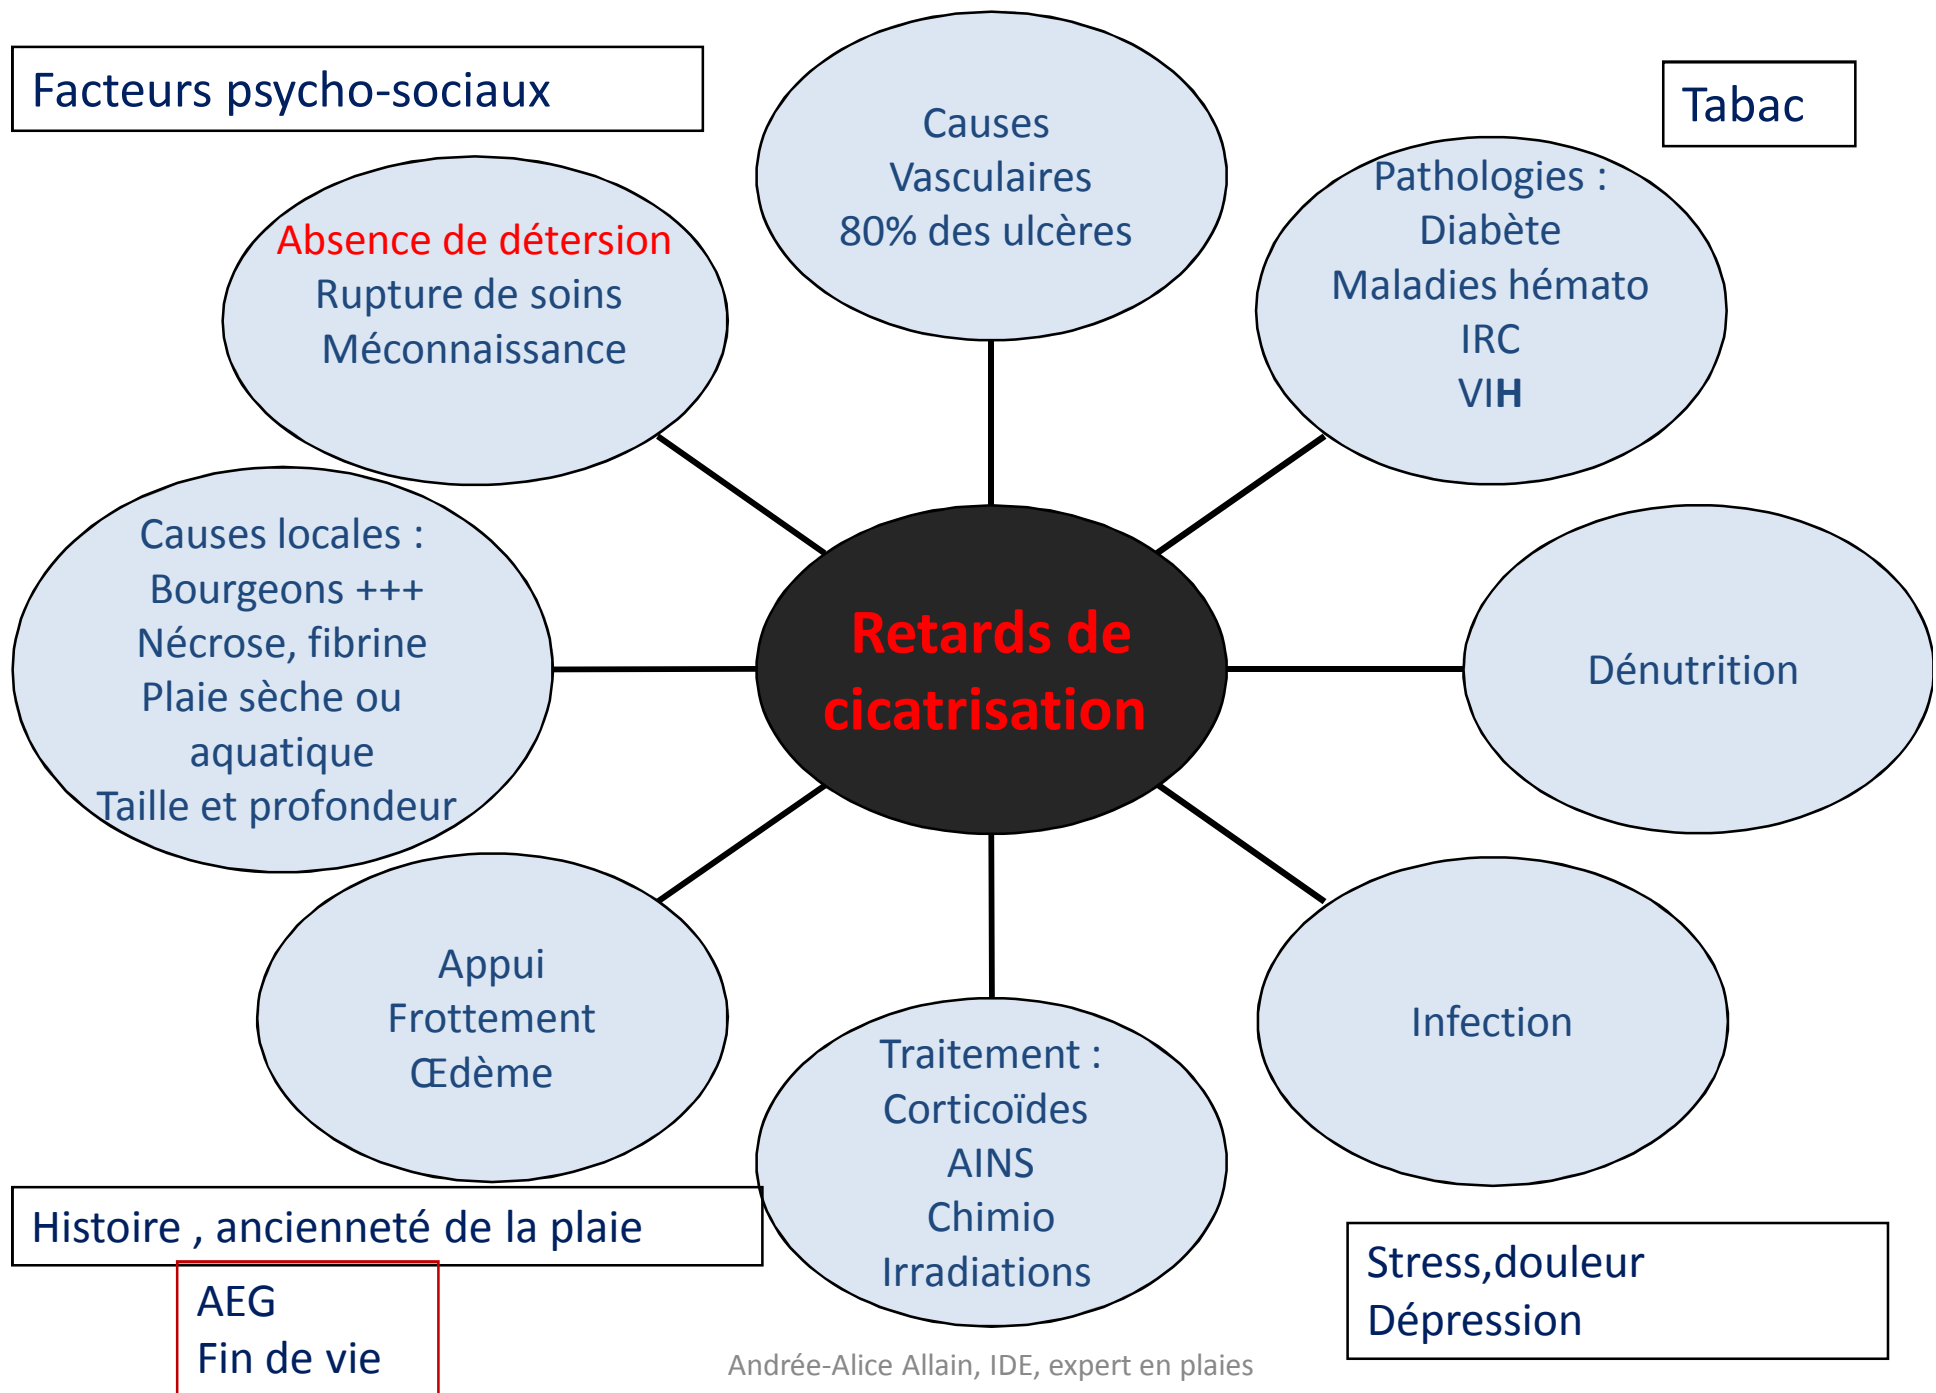 Facteurs psycho-sociaux
Tabac
Causes
Vasculaires
80% des ulcères
Pathologies :
Diabète
Maladies hémato
IRC
VIH
Absence de détersion
Rupture de soins
Méconnaissance
Causes locales :
Bourgeons +++
Nécrose, fibrine
Plaie sèche ou
aquatique
Taille et profondeur
Retards de
cicatrisation
Dénutrition
Appui
Frottement
Œdème
Traitement :
Corticoïdes
AINS
Chimio
Irradiations
Infection
Histoire , ancienneté de la plaie
AEG
Fin de vie
Stress,douleur
Dépression
Andrée-Alice Allain, IDE, expert en plaies